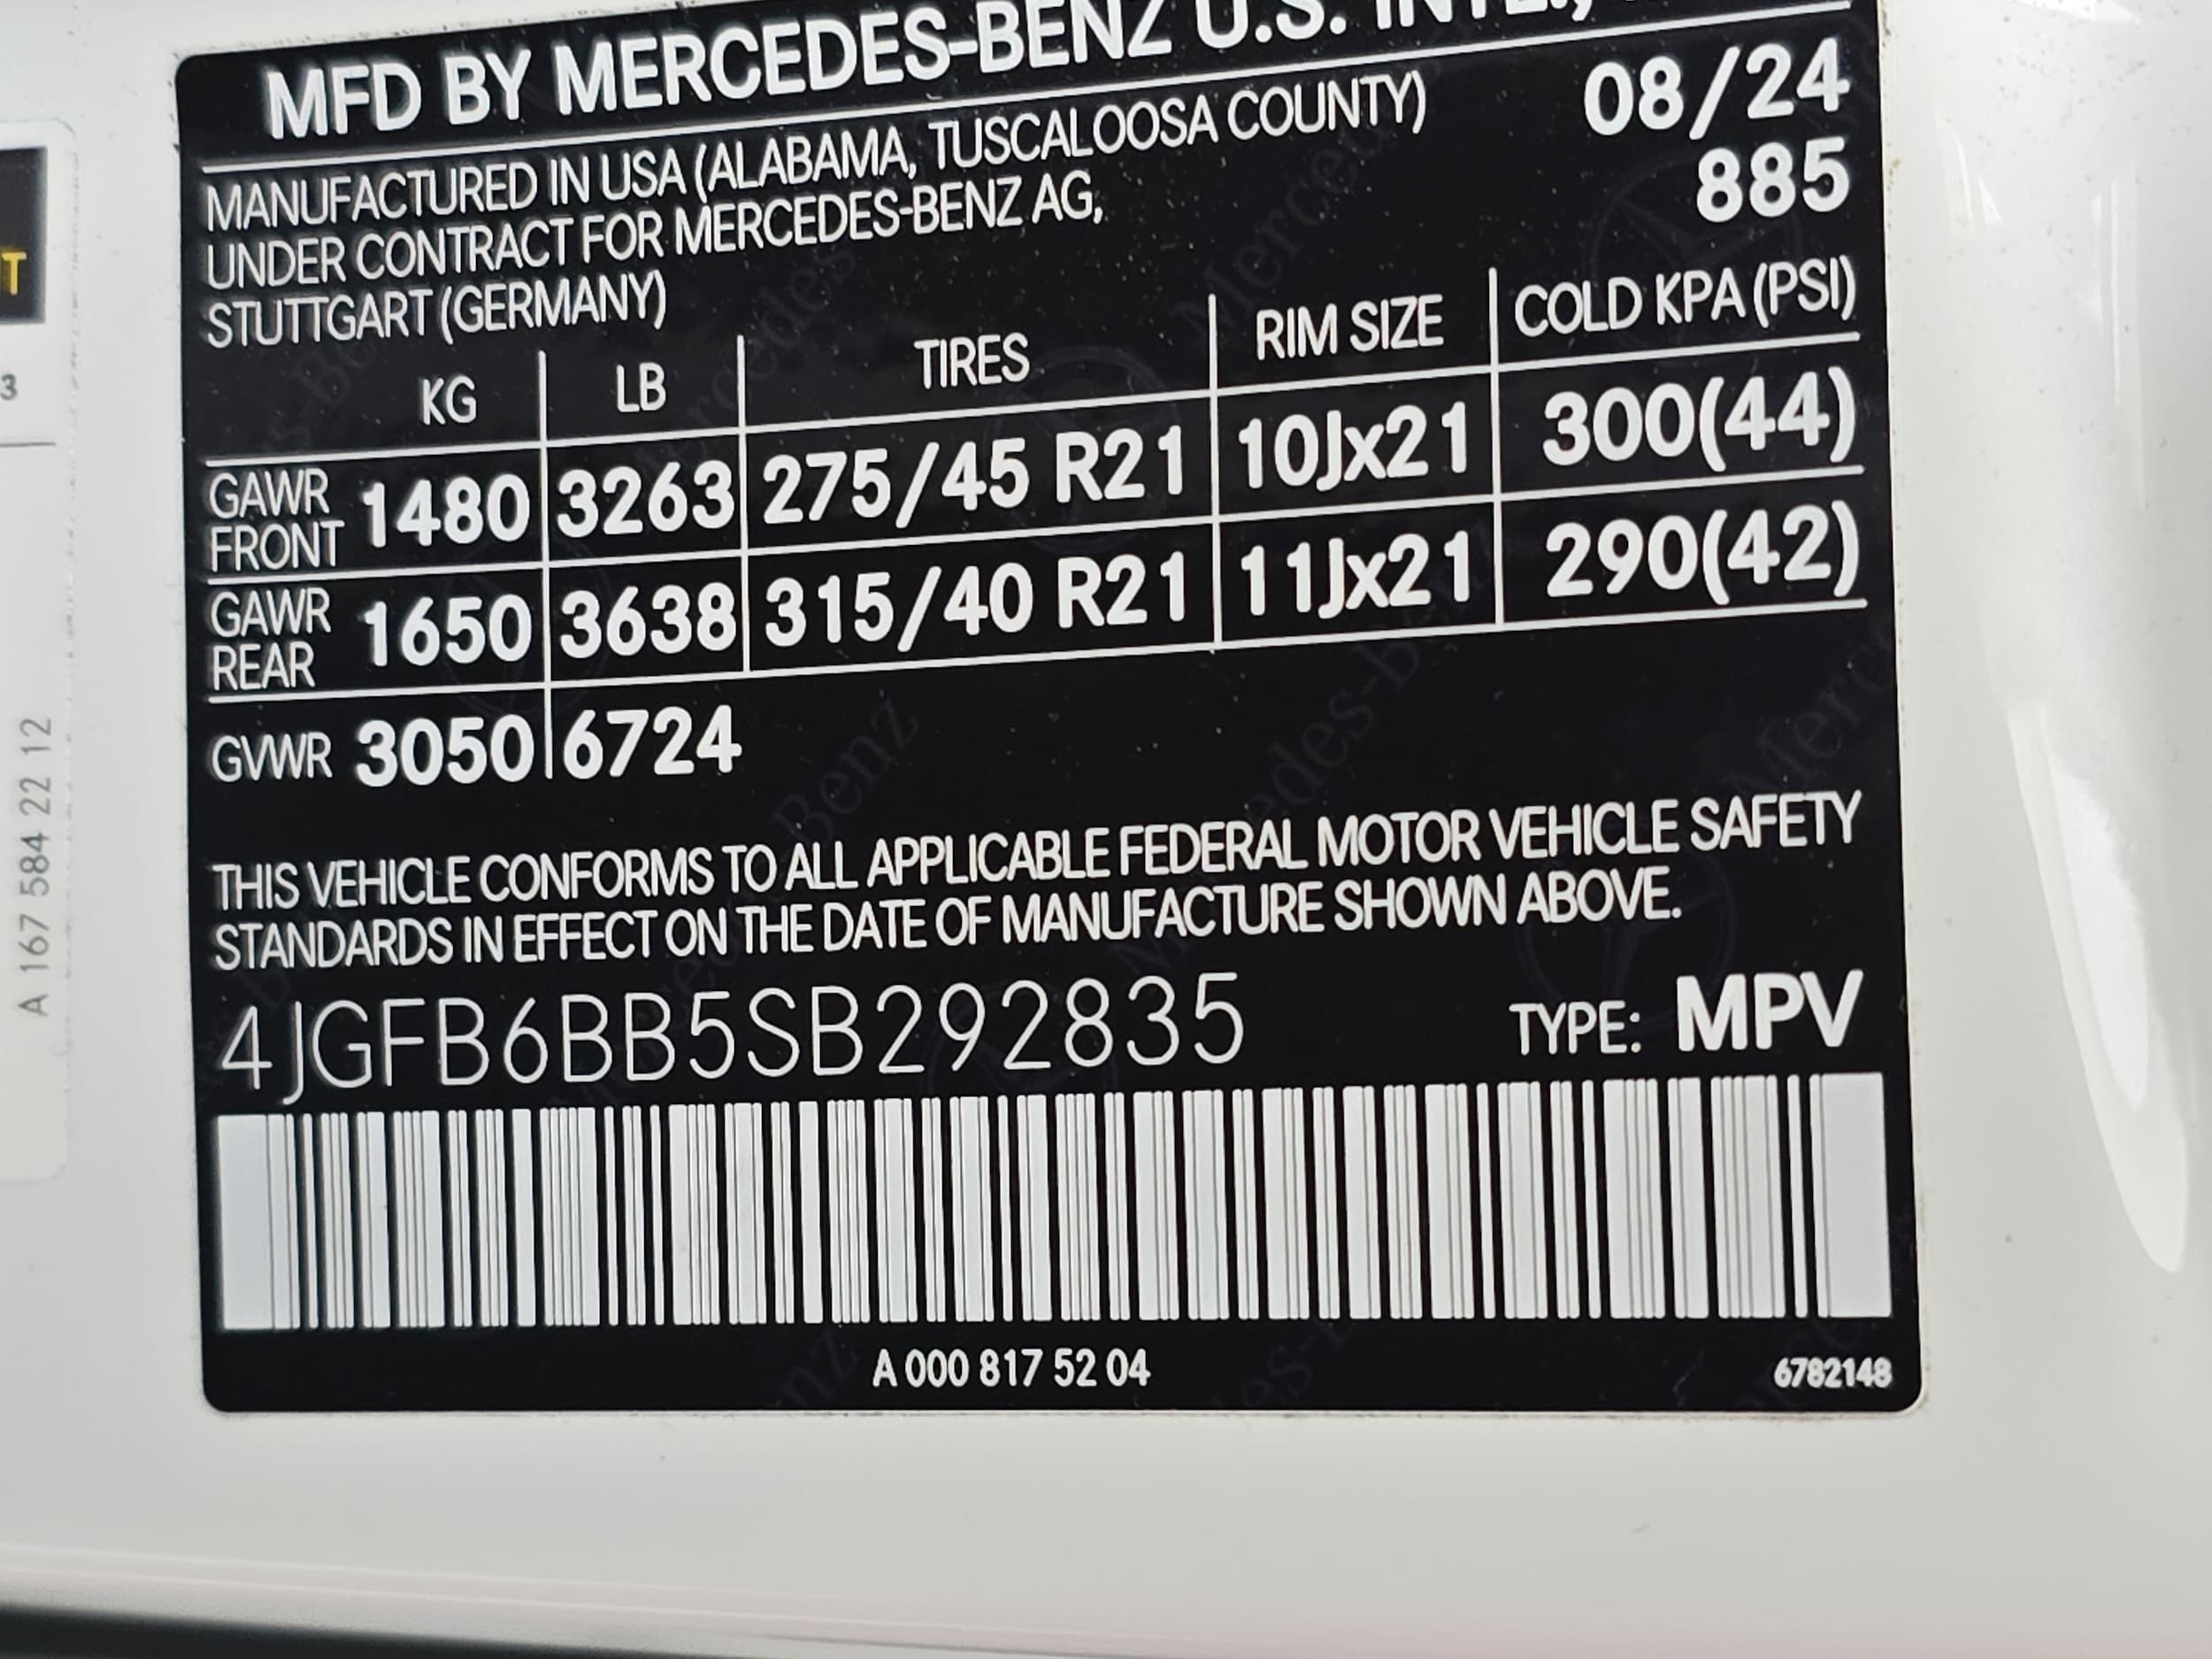 MFD BY MERCEDES-BENZ U.S. INTL.,
MANUFACTURED IN USA (ALABAMA, TUSCALOOSA COUNTY) 08/24
UNDER CONTRACT FOR MERCEDES-BENZ AG, 885
STUTTGART (GERMANY)
KG LB TIRES RIM SIZE COLD KPA (PSI)
GAWR FRONT 1480 3263 275/45 R21 10Jx21 300(44)
GAWR REAR 1650 3638 315/40 R21 11Jx21 290(42)
GVWR 3050 6724
THIS VEHICLE CONFORMS TO ALL APPLICABLE FEDERAL MOTOR VEHICLE SAFETY
STANDARDS IN EFFECT ON THE DATE OF MANUFACTURE SHOWN ABOVE.
4JGFB6BB5SB292835 TYPE: MPV
A 000 817 52 04 6782148
A 167 584 22 12
T
3